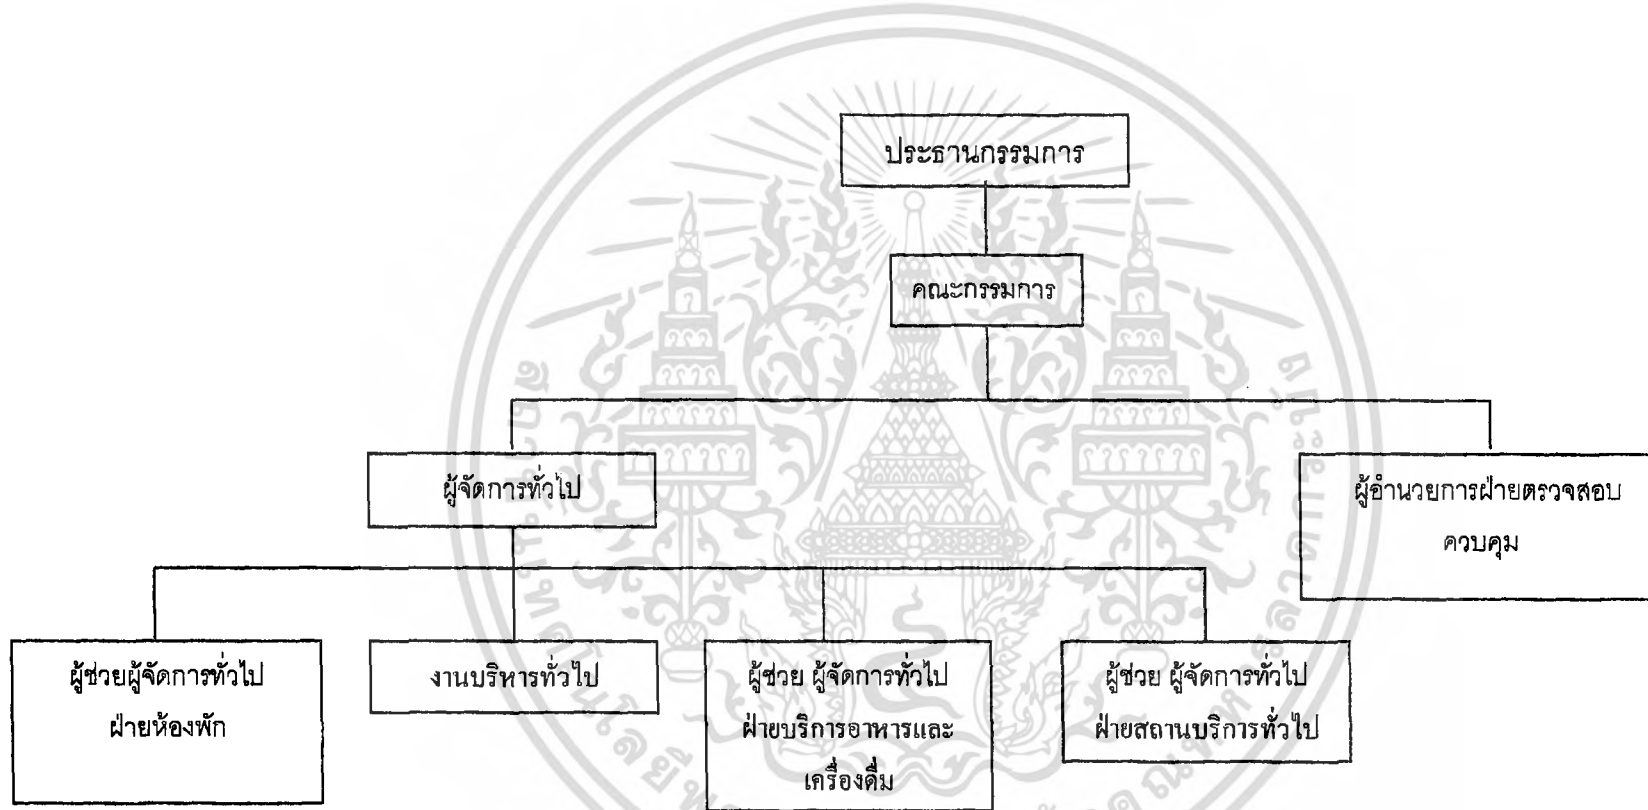 ประธานกรรมการ
คณะกรรมการ
ผู้จัดการทั่วไป
ผู้อำนวยการฝ่ายตรวจสอบ
ควบคุม
ผู้ช่วยผู้จัดการทั่วไป
ฝ่ายห้องพัก
งานบริหารทั่วไป
ผู้ช่วย ผู้จัดการทั่วไป
ฝ่ายบริการอาหารและ
เครื่องดื่ม
ผู้ช่วย ผู้จัดการทั่วไป
ฝ่ายสถานบริการทั่วไป